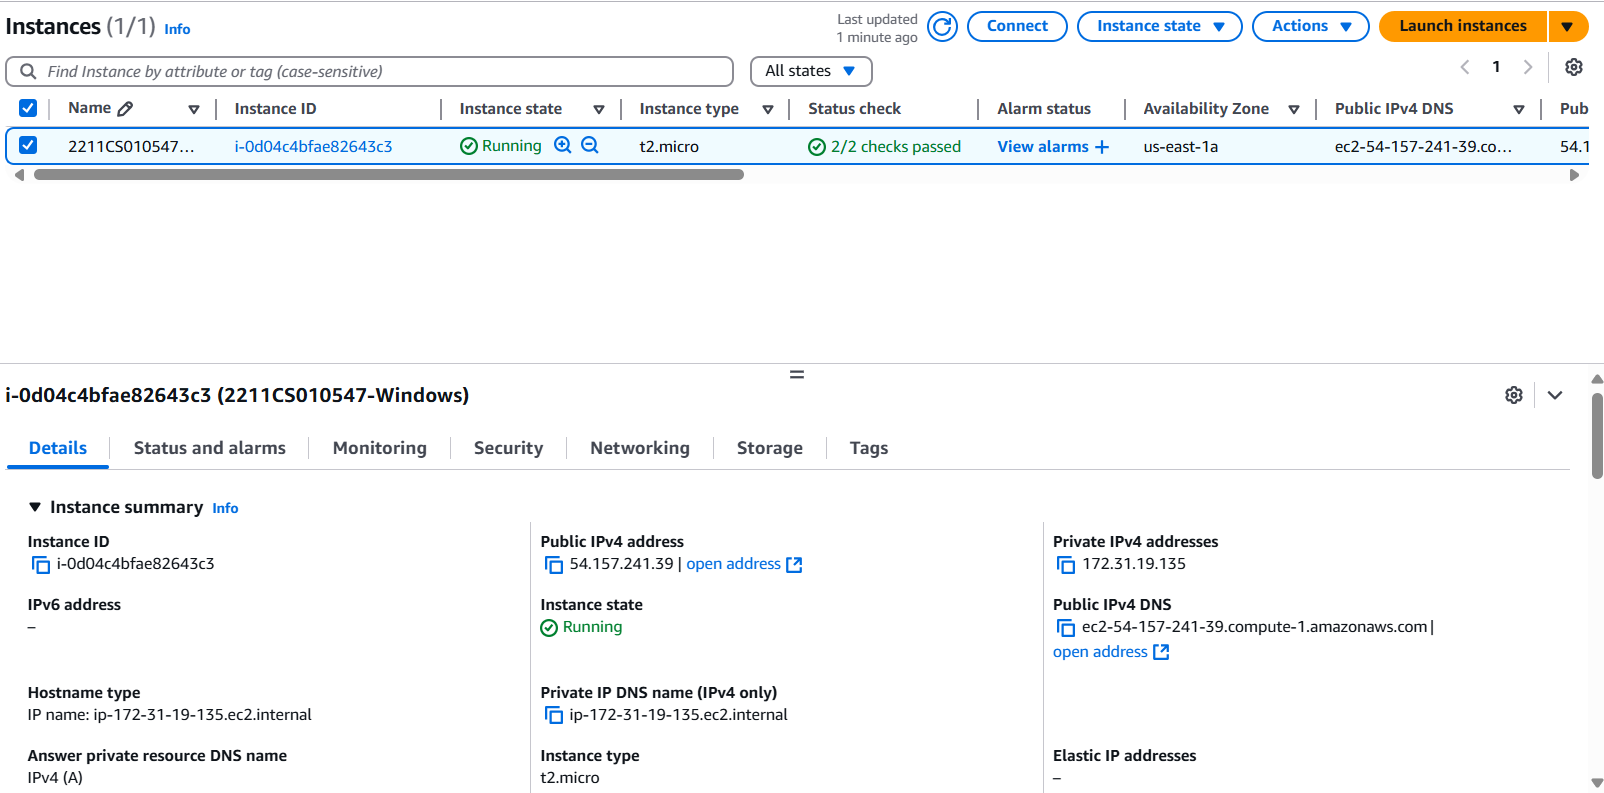 Instances (1/1) Info
Last updated
1 minute ago
Connect
Instance state
Actions
Launch instances
Find Instance by attribute or tag (case-sensitive)
All states
1
Name Instance ID Instance state Instance type Status check Alarm status Availability Zone Public IPv4 DNS Pub
2211CS010547... i-0d04c4bfae82643c3 Running t2.micro 2/2 checks passed View alarms + us-east-1a ec2-54-157-241-39.co... 54.1
i-0d04c4bfae82643c3 (2211CS010547-Windows)
Details Status and alarms Monitoring Security Networking Storage Tags
Instance summary Info
Instance ID
i-0d04c4bfae82643c3
Public IPv4 address
54.157.241.39 | open address
Private IPv4 addresses
172.31.19.135
IPv6 address
–
Instance state
Running
Public IPv4 DNS
ec2-54-157-241-39.compute-1.amazonaws.com |
open address
Hostname type
IP name: ip-172-31-19-135.ec2.internal
Private IP DNS name (IPv4 only)
ip-172-31-19-135.ec2.internal
Answer private resource DNS name
IPv4 (A)
Instance type
t2.micro
Elastic IP addresses
–